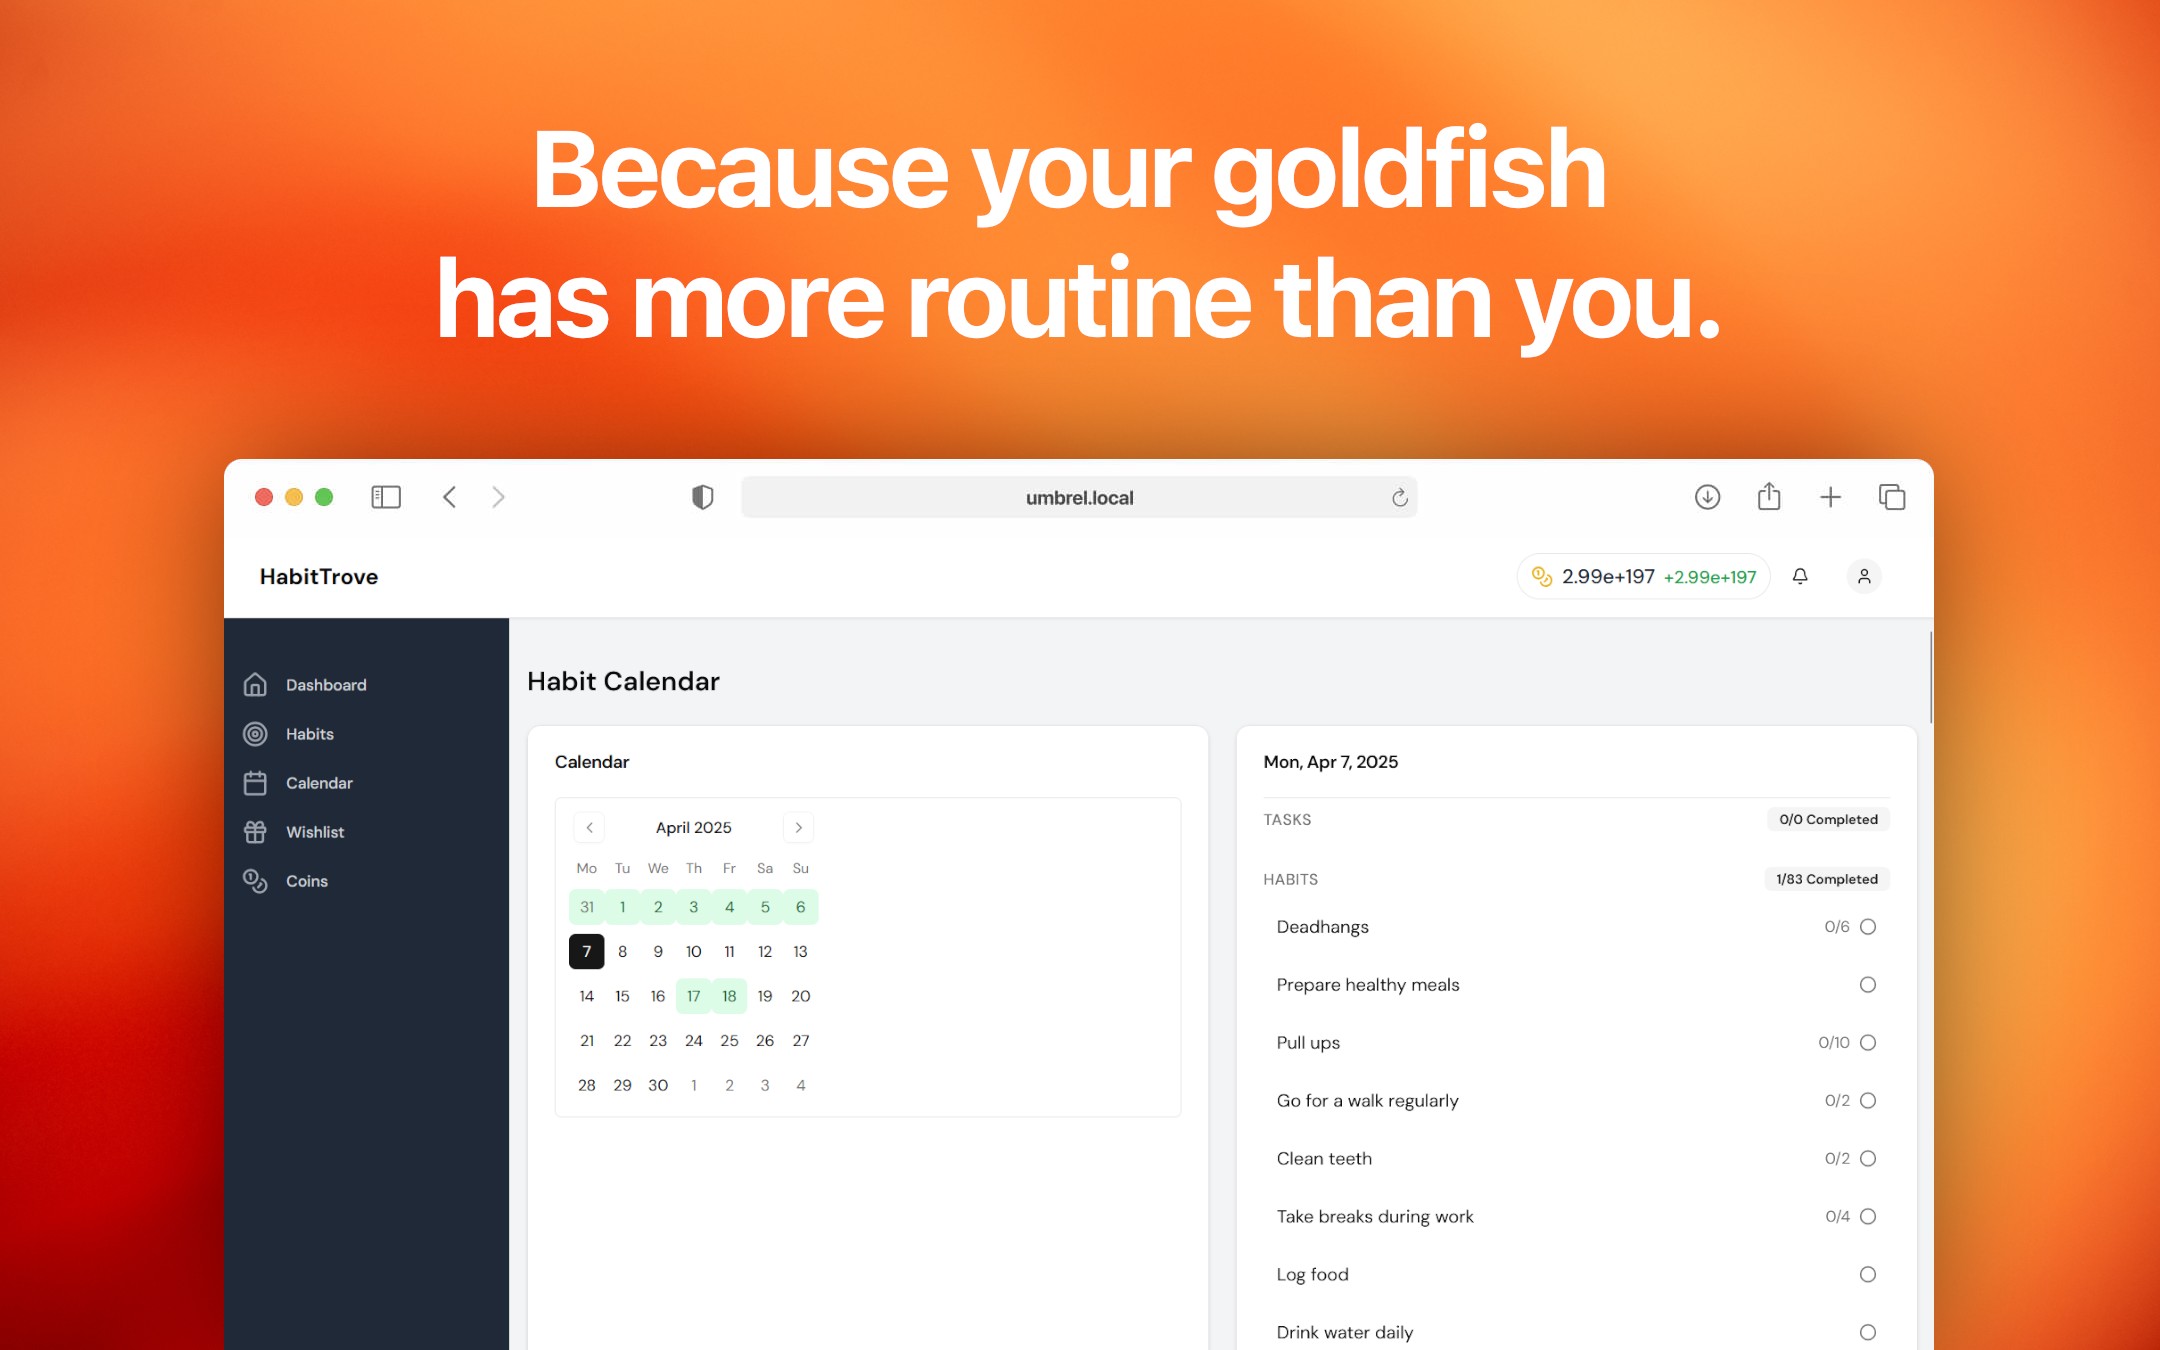 Because your goldfish
has more routine than you.
umbrel.local
HabitTrove
2.99e+197 +2.99e+197
Dashboard
Habits
Calendar
Wishlist
Coins
Habit Calendar
Calendar
April 2025
Mo Tu We Th Fr Sa Su
31 1 2 3 4 5 6
7 8 9 10 11 12 13
14 15 16 17 18 19 20
21 22 23 24 25 26 27
28 29 30 1 2 3 4
Mon, Apr 7, 2025
TASKS 0/0 Completed
HABITS 1/83 Completed
Deadhangs 0/6
Prepare healthy meals
Pull ups 0/10
Go for a walk regularly 0/2
Clean teeth 0/2
Take breaks during work 0/4
Log food
Drink water daily